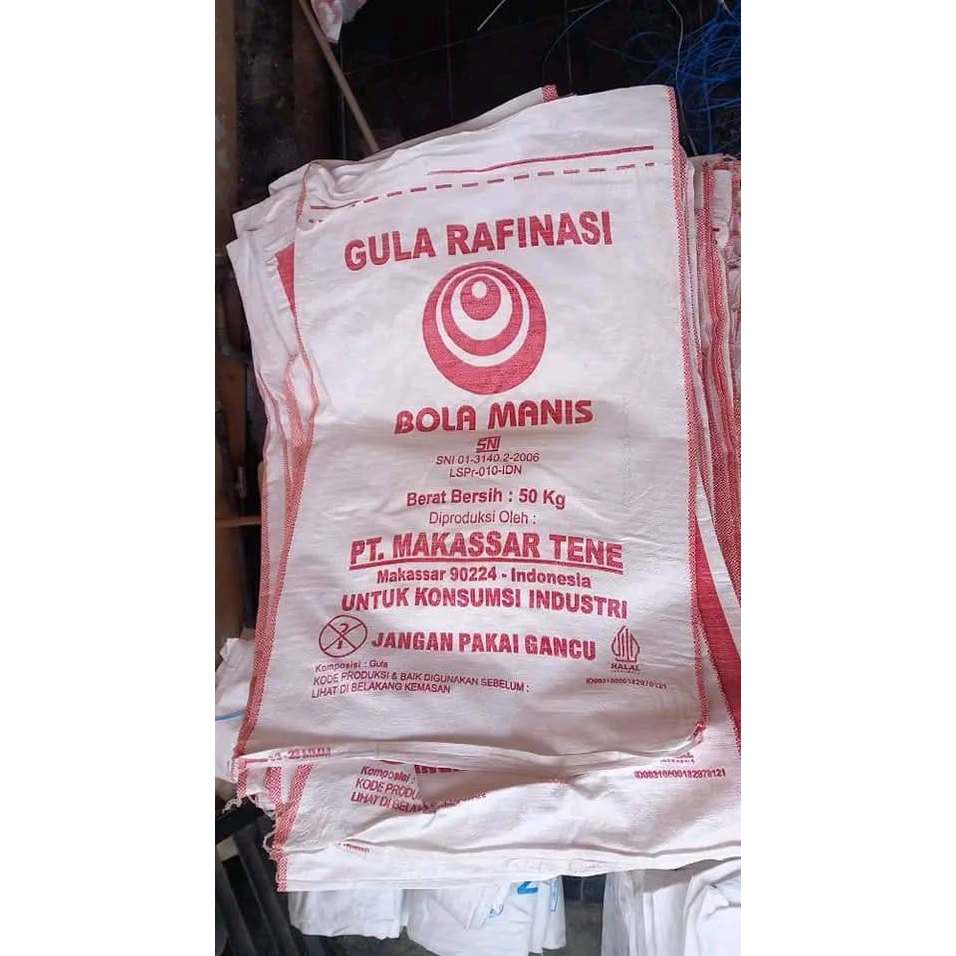 GULA RAFINASI
BOLA MANIS
SNI
SNI 01-3140.2-2006
LSPr-010-IDN
Berat Bersih : 50 Kg
Diproduksi Oleh :
PT. MAKASSAR TENE
Makassar 90224 - Indonesia
UNTUK KONSUMSI INDUSTRI
JANGAN PAKAI GANCU
HALAL
Komposisi : Gula
KODE PRODUKSI & BAIK DIGUNAKAN SEBELUM :
LIHAT DI BELAKANG KEMASAN
ID00310000182970121
Komposisi :
KODE PRODU
LIHAT DI BELA
ID00310000182970121